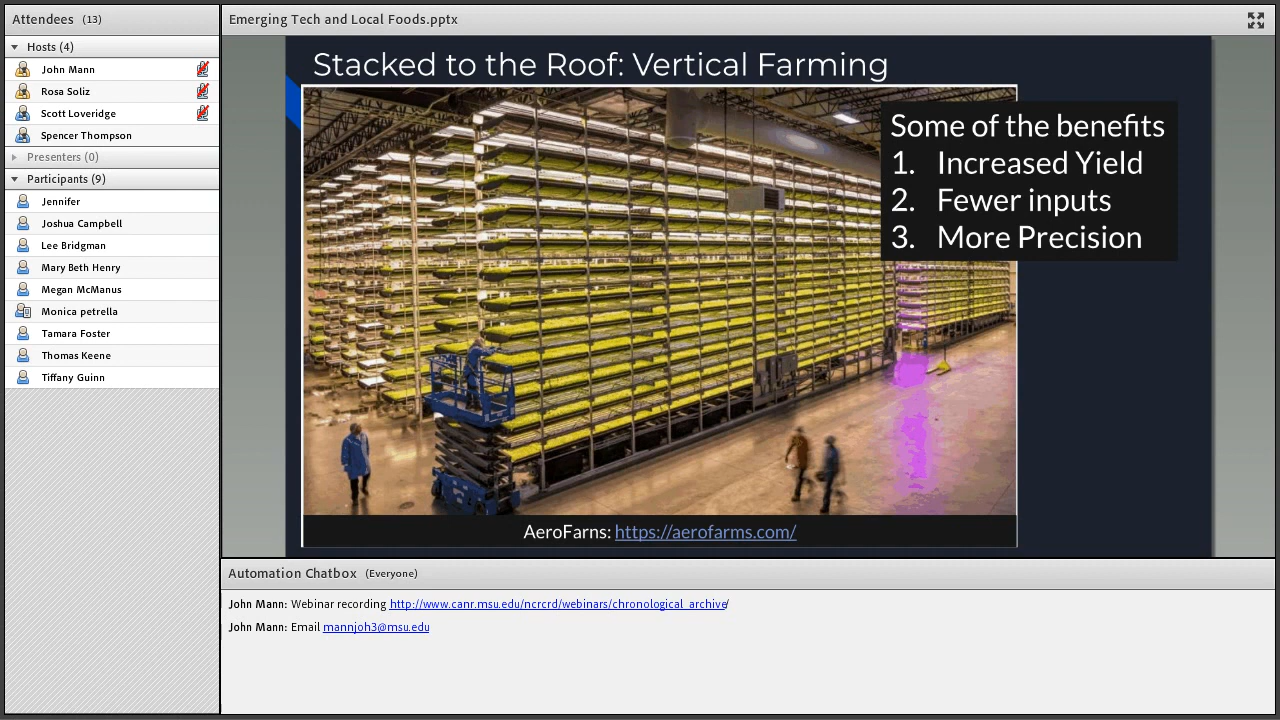 Attendees (13)
Hosts (4)
John Mann
Rosa Soliz
Scott Loveridge
Spencer Thompson
Presenters (0)
Participants (9)
Jennifer
Joshua Campbell
Lee Bridgman
Mary Beth Henry
Megan McManus
Monica petrella
Tamara Foster
Thomas Keene
Tiffany Guinn
Emerging Tech and Local Foods.pptx
Stacked to the Roof: Vertical Farming
Some of the benefits
1. Increased Yield
2. Fewer inputs
3. More Precision
AeroFarns: https://aerofarms.com/
Automation Chatbox (Everyone)
John Mann: Webinar recording http://www.canr.msu.edu/ncrcrd/webinars/chronological_archive/
John Mann: Email mannjoh3@msu.edu